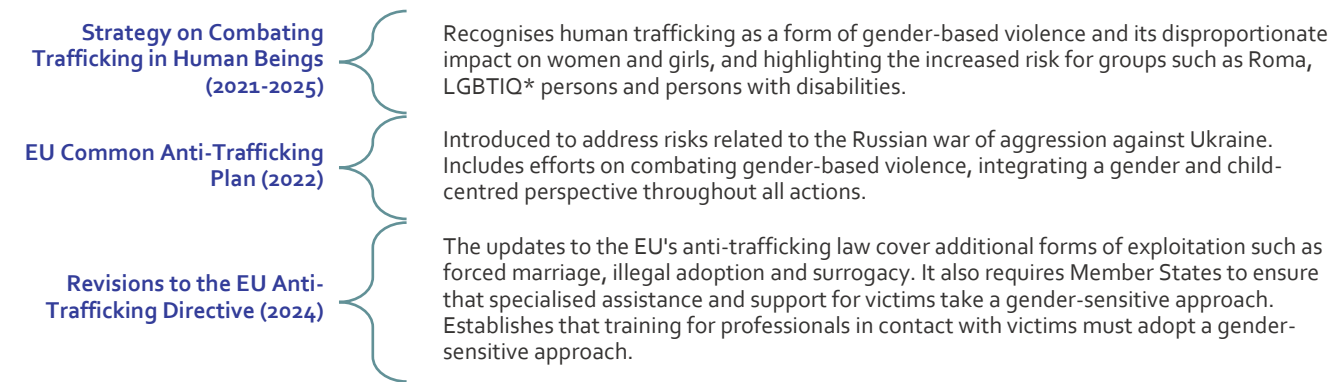 Strategy on Combating
Trafficking in Human Beings
(2021-2025)
Recognises human trafficking as a form of gender-based violence and its disproportionate
impact on women and girls, and highlighting the increased risk for groups such as Roma,
LGBTIQ* persons and persons with disabilities.
EU Common Anti-Trafficking
Plan (2022)
Introduced to address risks related to the Russian war of aggression against Ukraine.
Includes efforts on combating gender-based violence, integrating a gender and child-
centred perspective throughout all actions.
Revisions to the EU Anti-
Trafficking Directive (2024)
The updates to the EU's anti-trafficking law cover additional forms of exploitation such as
forced marriage, illegal adoption and surrogacy. It also requires Member States to ensure
that specialised assistance and support for victims take a gender-sensitive approach.
Establishes that training for professionals in contact with victims must adopt a gender-
sensitive approach.